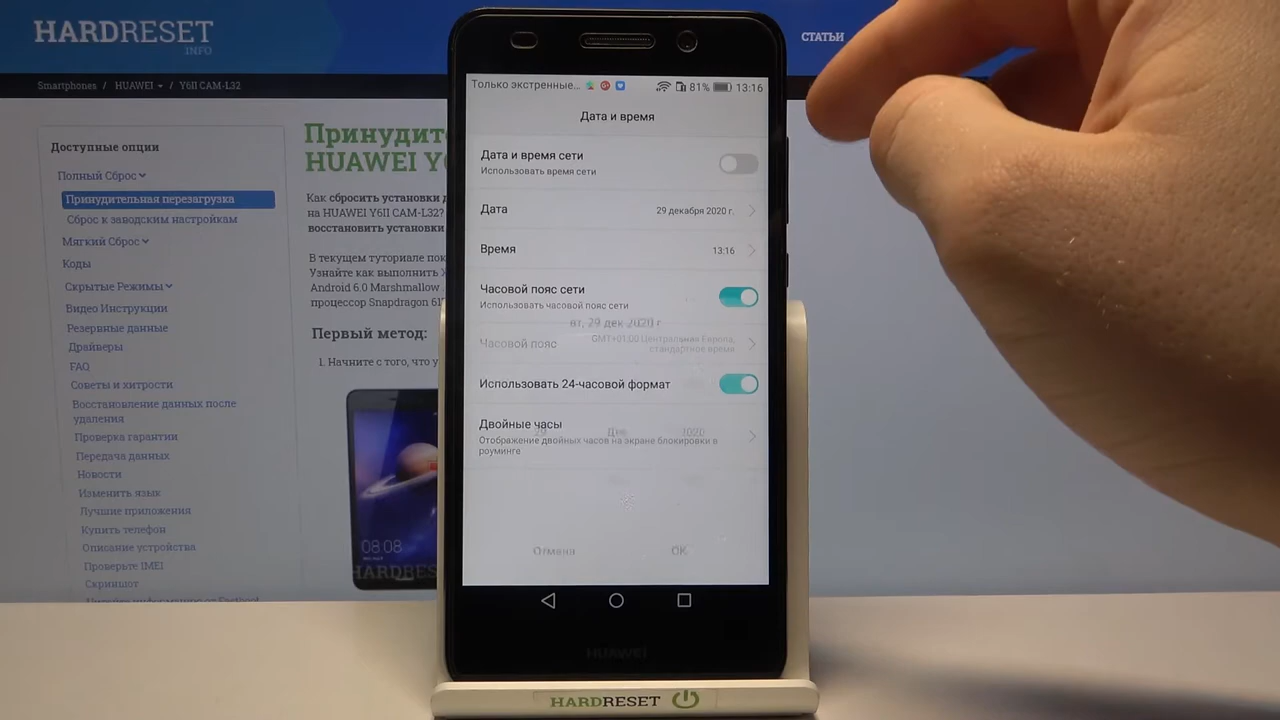 HARDRESET
INFO
СТАТЬИ
Smartphones / HUAWEI / Y6II CAM-L32
Доступные опции
Полный Сброс
Принудительная перезагрузка
Сброс к заводским настройкам
Мягкий Сброс
Коды
Скрытые Режимы
Видео Инструкции
Резервные данные
Драйверы
FAQ
Советы и хитрости
Восстановление данных после
удаления
Проверка гарантии
Передача данных
Новости
Изменить язык
Лучшие приложения
Купить телефон
Описание устройства
Проверьте IMEI
Скриншот
Принудит
HUAWEI Y
Как сбросить установки
на HUAWEI Y6II CAM-L32?
восстановить установки
В текущем туториале
Узнайте как выполнить
Android 6.0 Marshmallow
процессор Snapdragon
Первый метод:
1. Начните с того, что
08:08
HARDRES
Только экстренные... 81% 13:16
Дата и время
Дата и время сети
Использовать время сети
Дата 29 декабря 2020 г.
Время 13:16
Часовой пояс сети
Использовать часовой пояс сети
вт, 29 дек 2020 г
Часовой пояс GMT+01:00 Центральная Европа,
стандартное время
Использовать 24-часовой формат
Двойные часы
29 Дек 2020
Отображение двойных часов на экране блокировки в
роуминге
Отмена OK
HUAWEI
HARDRESET